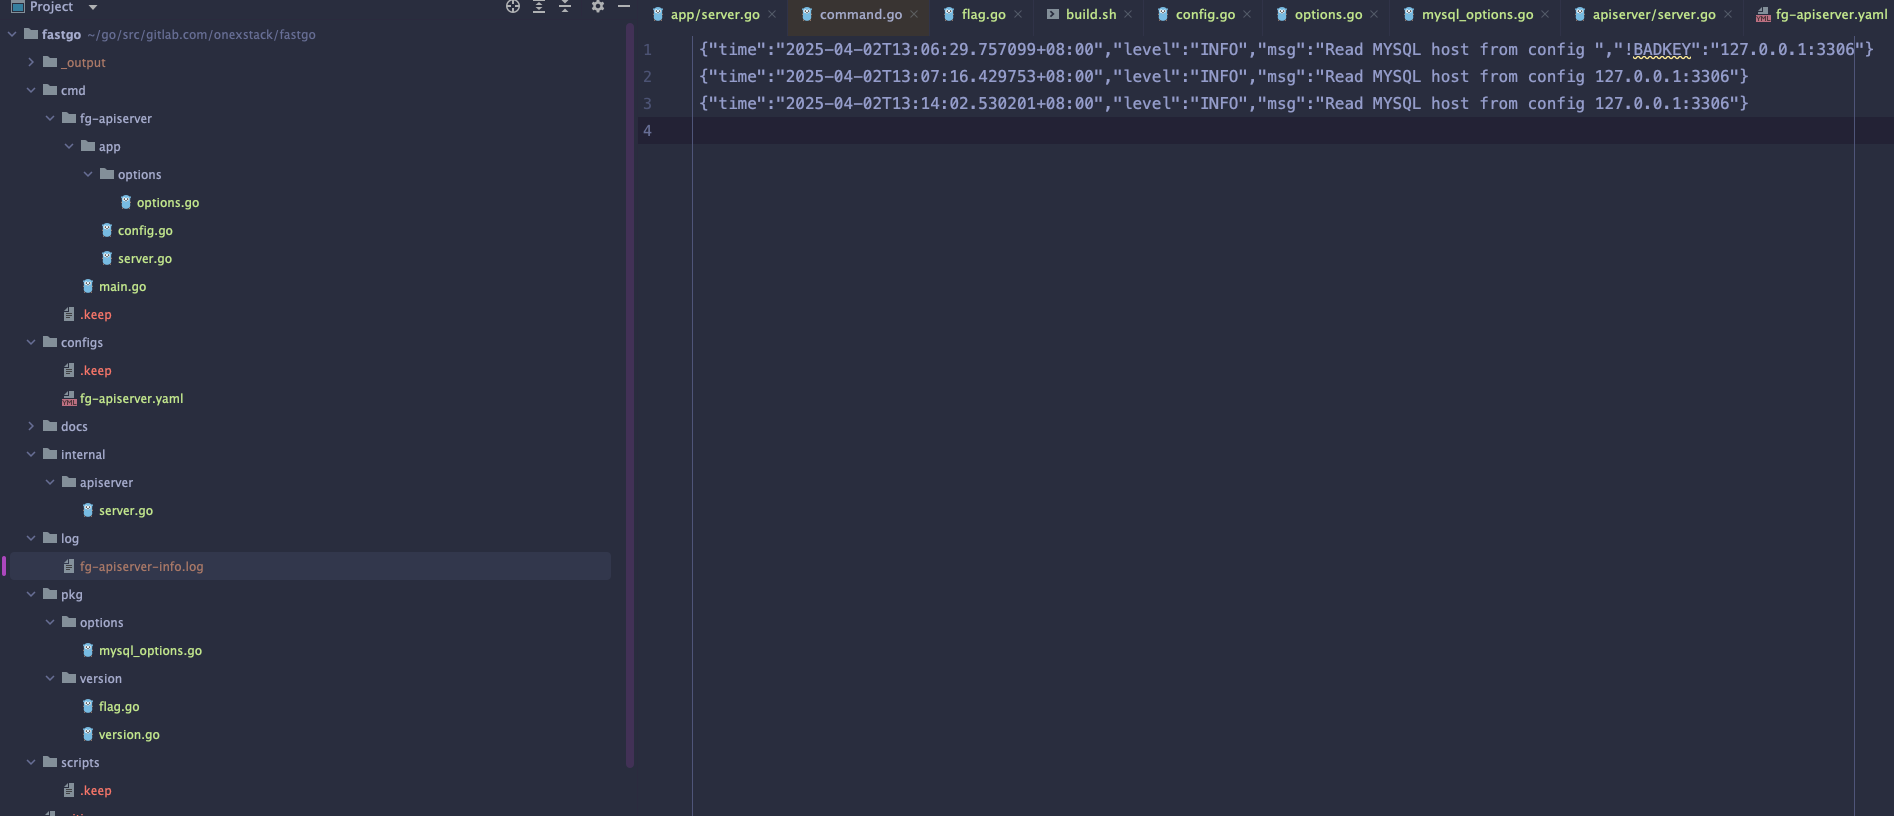 Project
fastgo ~/go/src/gitlab.com/onexstack/fastgo
_output
cmd
fg-apiserver
app
options
options.go
config.go
server.go
main.go
.keep
configs
.keep
fg-apiserver.yaml
docs
internal
apiserver
server.go
log
fg-apiserver-info.log
pkg
options
mysql_options.go
version
flag.go
version.go
scripts
.keep
app/server.go command.go flag.go build.sh config.go options.go mysql_options.go apiserver/server.go fg-apiserver.yaml
1 {"time":"2025-04-02T13:06:29.757099+08:00","level":"INFO","msg":"Read MYSQL host from config ","!BADKEY":"127.0.0.1:3306"}
2 {"time":"2025-04-02T13:07:16.429753+08:00","level":"INFO","msg":"Read MYSQL host from config 127.0.0.1:3306"}
3 {"time":"2025-04-02T13:14:02.530201+08:00","level":"INFO","msg":"Read MYSQL host from config 127.0.0.1:3306"}
4